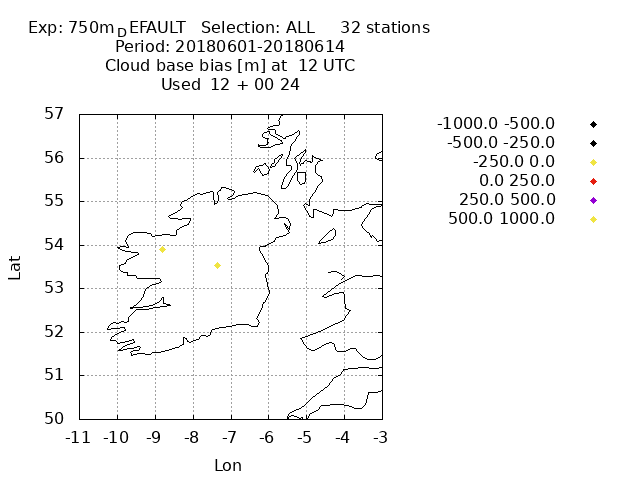 Exp: 750mDEFAULT   Selection: ALL     32 stations
Period: 20180601-20180614
Cloud base bias [m] at  12 UTC
Used  12 + 00 24
-1000.0 -500.0
-500.0 -250.0
-250.0 0.0
0.0 250.0
250.0 500.0
500.0 1000.0
57
56
55
54
53
52
51
50
Lat
-11 -10 -9 -8 -7 -6 -5 -4 -3
Lon